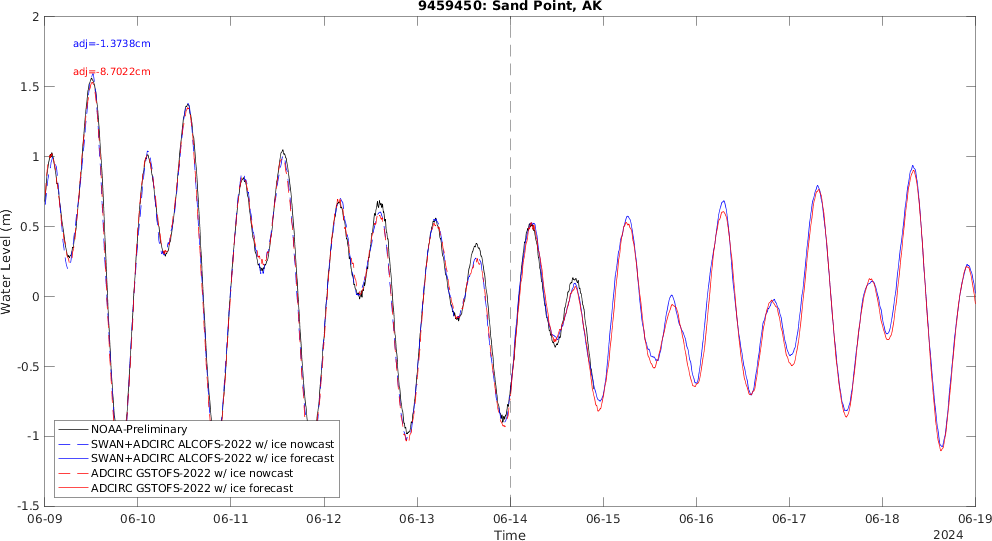 9459450: Sand Point, AK
adj=-1.3738cm
adj=-8.7022cm
Water Level (m)
2
1.5
1
0.5
0
-0.5
-1
-1.5
NOAA-Preliminary
SWAN+ADCIRC ALCOFS-2022 w/ ice nowcast
SWAN+ADCIRC ALCOFS-2022 w/ ice forecast
ADCIRC GSTOFS-2022 w/ ice nowcast
ADCIRC GSTOFS-2022 w/ ice forecast
06-09 06-10 06-11 06-12 06-13 06-14 06-15 06-16 06-17 06-18 06-19
Time
2024